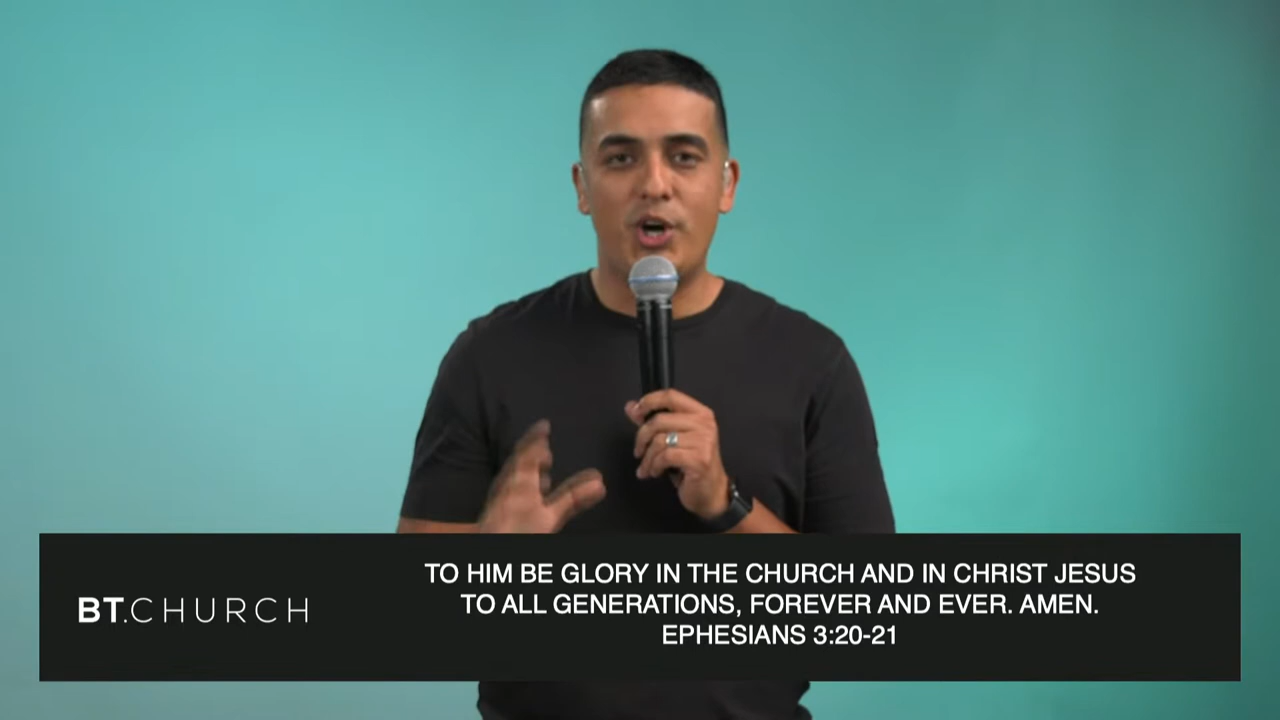 BT.CHURCH
TO HIM BE GLORY IN THE CHURCH AND IN CHRIST JESUS
TO ALL GENERATIONS, FOREVER AND EVER. AMEN.
EPHESIANS 3:20-21